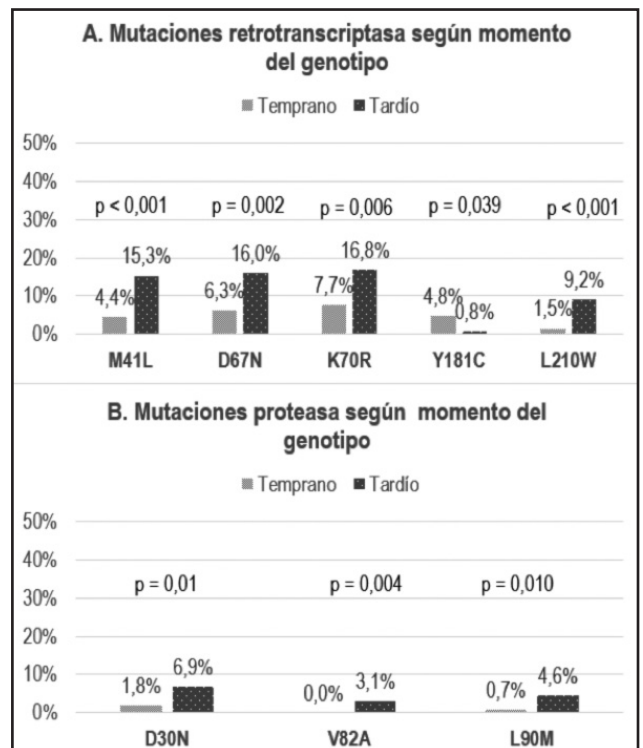 A. Mutaciones retrotranscriptasa según momento
del genotipo
Temprano Tardío
50%
40%
30%
20%
10%
0%
p < 0,001 p = 0,002 p = 0,006 p = 0,039 p < 0,001
4,4% 15,3% 6,3% 16,0% 7,7% 16,8% 4,8% 0,8% 1,5% 9,2%
M41L D67N K70R Y181C L210W
B. Mutaciones proteasa según momento del
genotipo
Temprano Tardío
50%
40%
30%
20%
10%
0%
p = 0,01 p = 0,004 p = 0,010
1,8% 6,9% 0,0% 3,1% 0,7% 4,6%
D30N V82A L90M